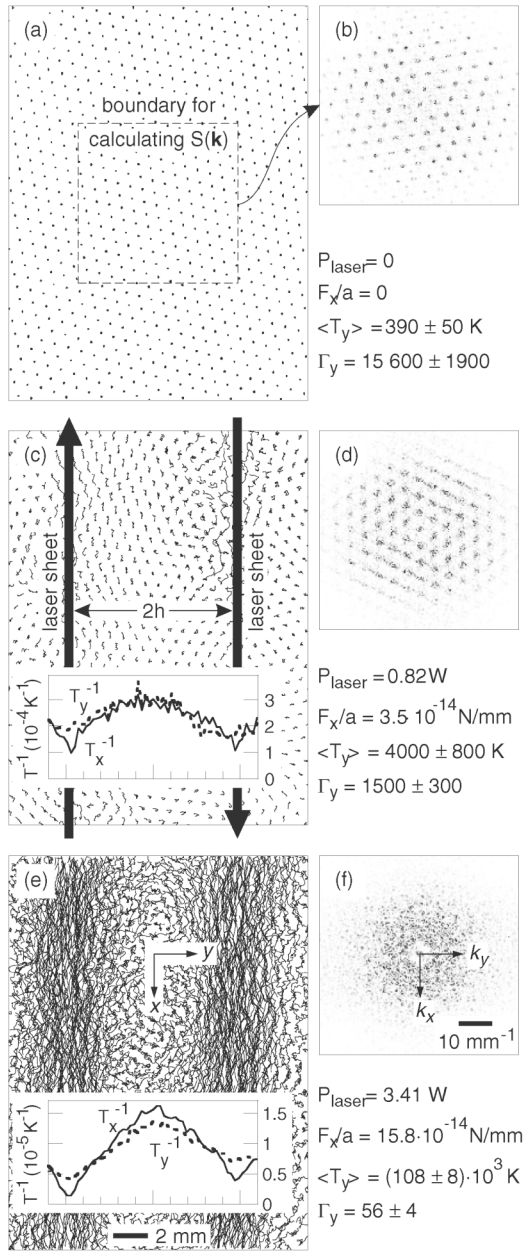 (a)
boundary for
calculating S(k)
(b)
P_laser = 0
F_x/a = 0
<T_y> = 390 ± 50 K
Γ_y = 15 600 ± 1900
(c)
laser sheet
laser sheet
2h
T_y^-1
T_x^-1
T^-1 (10^-4 K^-1)
3
2
1
0
(d)
P_laser = 0.82W
F_x/a = 3.5 10^-14 N/mm
<T_y> = 4000 ± 800 K
Γ_y = 1500 ± 300
(e)
y
x
T_x^-1
T_y^-1
T^-1 (10^-5 K^-1)
1.5
1
0.5
0
2 mm
(f)
k_y
k_x
10 mm^-1
P_laser = 3.41 W
F_x/a = 15.8·10^-14 N/mm
<T_y> = (108 ± 8)·10^3 K
Γ_y = 56 ± 4